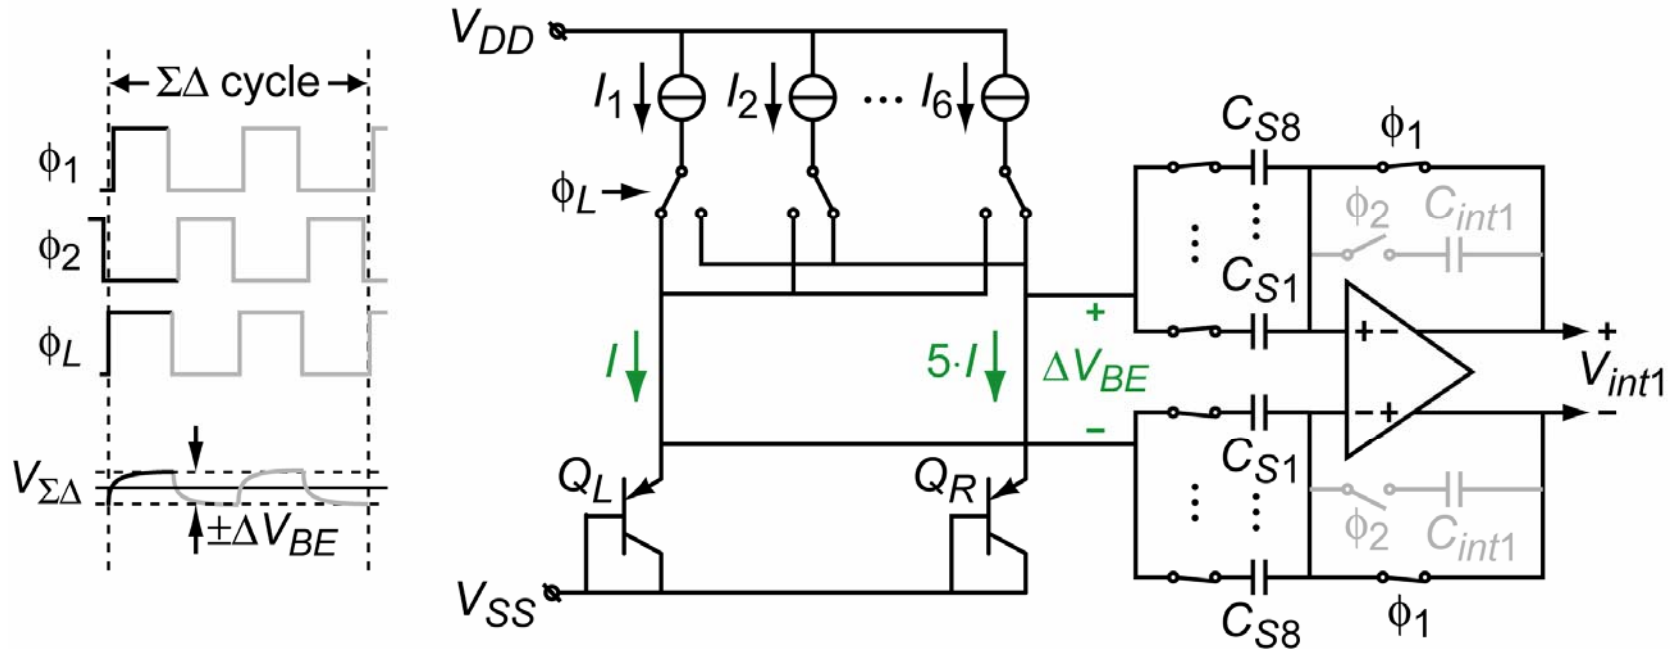 ΣΔ cycle
ϕ1
ϕ2
ϕL
VΣΔ
±ΔVBE
VDD
I1
I2
...
I6
ϕL
I
5·I
+
ΔVBE
−
QL
QR
VSS
CS8
ϕ1
ϕ2
Cint1
CS1
+ −
− +
+
Vint1
−
CS1
ϕ2
Cint1
CS8
ϕ1